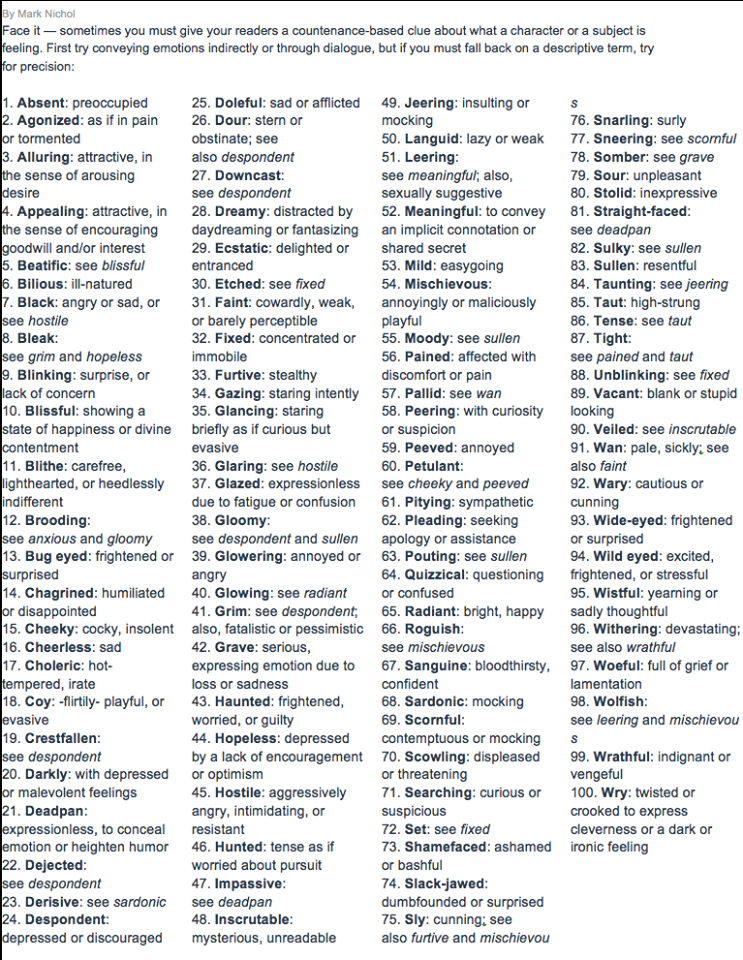 By Mark Nichol
Face it — sometimes you must give your readers a countenance-based clue about what a character or a subject is
feeling. First try conveying emotions indirectly or through dialogue, but if you must fall back on a descriptive term, try
for precision:
1. Absent: preoccupied
2. Agonized: as if in pain
or tormented
3. Alluring: attractive, in
the sense of arousing
desire
4. Appealing: attractive, in
the sense of encouraging
goodwill and/or interest
5. Beatific: see blissful
6. Bilious: ill-natured
7. Black: angry or sad, or
see hostile
8. Bleak:
see grim and hopeless
9. Blinking: surprise, or
lack of concern
10. Blissful: showing a
state of happiness or divine
contentment
11. Blithe: carefree,
lighthearted, or heedlessly
indifferent
12. Brooding:
see anxious and gloomy
13. Bug eyed: frightened or
surprised
14. Chagrined: humiliated
or disappointed
15. Cheeky: cocky, insolent
16. Cheerless: sad
17. Choleric: hot-
tempered, irate
18. Coy: -flirtily- playful, or
evasive
19. Crestfallen:
see despondent
20. Darkly: with depressed
or malevolent feelings
21. Deadpan:
expressionless, to conceal
emotion or heighten humor
22. Dejected:
see despondent
23. Derisive: see sardonic
24. Despondent:
depressed or discouraged
25. Doleful: sad or afflicted
26. Dour: stern or
obstinate; see
also despondent
27. Downcast:
see despondent
28. Dreamy: distracted by
daydreaming or fantasizing
29. Ecstatic: delighted or
entranced
30. Etched: see fixed
31. Faint: cowardly, weak,
or barely perceptible
32. Fixed: concentrated or
immobile
33. Furtive: stealthy
34. Gazing: staring intently
35. Glancing: staring
briefly as if curious but
evasive
36. Glaring: see hostile
37. Glazed: expressionless
due to fatigue or confusion
38. Gloomy:
see despondent and sullen
39. Glowering: annoyed or
angry
40. Glowing: see radiant
41. Grim: see despondent;
also, fatalistic or pessimistic
42. Grave: serious,
expressing emotion due to
loss or sadness
43. Haunted: frightened,
worried, or guilty
44. Hopeless: depressed
by a lack of encouragement
or optimism
45. Hostile: aggressively
angry, intimidating, or
resistant
46. Hunted: tense as if
worried about pursuit
47. Impassive:
see deadpan
48. Inscrutable:
mysterious, unreadable
49. Jeering: insulting or
mocking
50. Languid: lazy or weak
51. Leering:
see meaningful; also,
sexually suggestive
52. Meaningful: to convey
an implicit connotation or
shared secret
53. Mild: easygoing
54. Mischievous:
annoyingly or maliciously
playful
55. Moody: see sullen
56. Pained: affected with
discomfort or pain
57. Pallid: see wan
58. Peering: with curiosity
or suspicion
59. Peeved: annoyed
60. Petulant:
see cheeky and peeved
61. Pitying: sympathetic
62. Pleading: seeking
apology or assistance
63. Pouting: see sullen
64. Quizzical: questioning
or confused
65. Radiant: bright, happy
66. Roguish:
see mischievous
67. Sanguine: bloodthirsty,
confident
68. Sardonic: mocking
69. Scornful:
contemptuous or mocking
70. Scowling: displeased
or threatening
71. Searching: curious or
suspicious
72. Set: see fixed
73. Shamefaced: ashamed
or bashful
74. Slack-jawed:
dumbfounded or surprised
75. Sly: cunning; see
also furtive and mischievou
s
76. Snarling: surly
77. Sneering: see scornful
78. Somber: see grave
79. Sour: unpleasant
80. Stolid: inexpressive
81. Straight-faced:
see deadpan
82. Sulky: see sullen
83. Sullen: resentful
84. Taunting: see jeering
85. Taut: high-strung
86. Tense: see taut
87. Tight:
see pained and taut
88. Unblinking: see fixed
89. Vacant: blank or stupid
looking
90. Veiled: see inscrutable
91. Wan: pale, sickly; see
also faint
92. Wary: cautious or
cunning
93. Wide-eyed: frightened
or surprised
94. Wild eyed: excited,
frightened, or stressful
95. Wistful: yearning or
sadly thoughtful
96. Withering: devastating;
see also wrathful
97. Woeful: full of grief or
lamentation
98. Wolfish:
see leering and mischievou
s
99. Wrathful: indignant or
vengeful
100. Wry: twisted or
crooked to express
cleverness or a dark or
ironic feeling